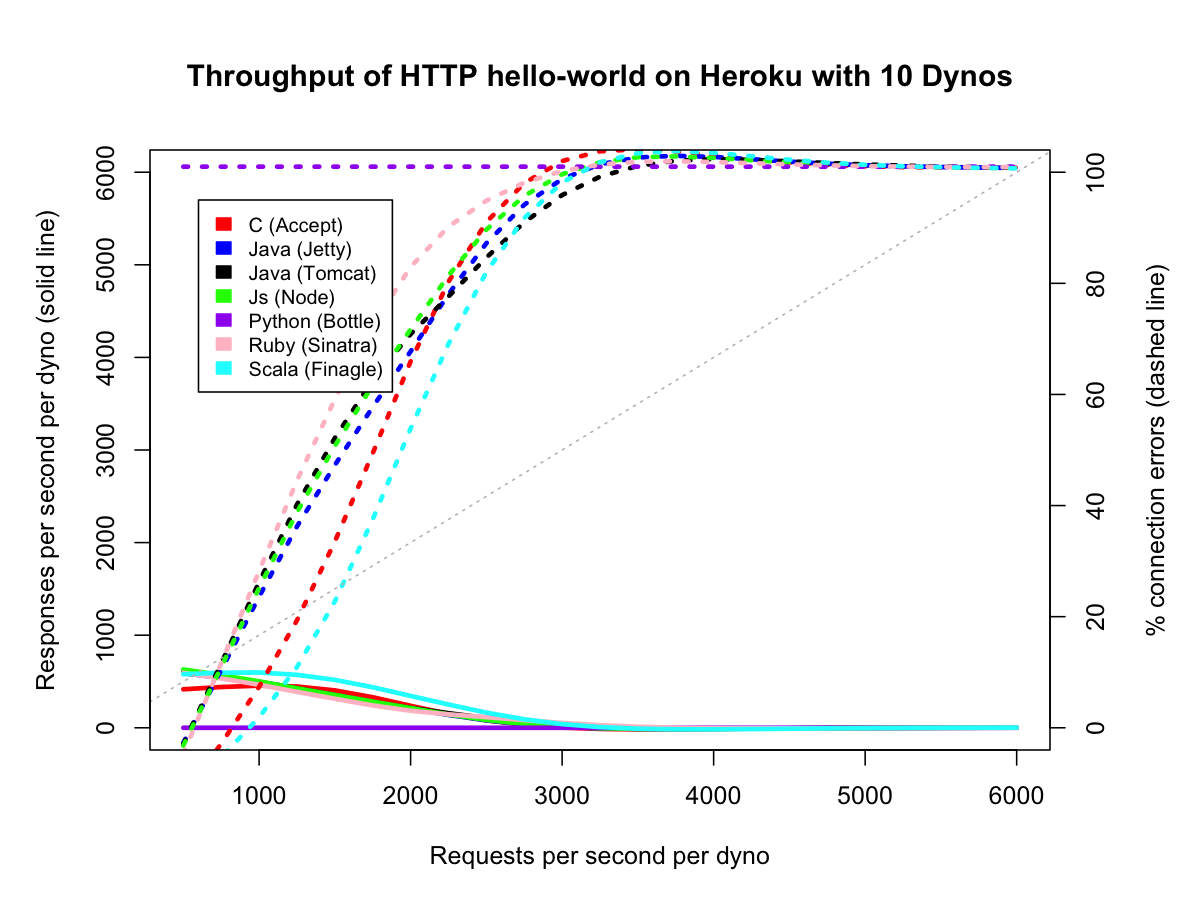 Throughput of HTTP hello-world on Heroku with 10 Dynos
Responses per second per dyno (solid line)
6000
5000
4000
3000
2000
1000
0
C (Accept)
Java (Jetty)
Java (Tomcat)
Js (Node)
Python (Bottle)
Ruby (Sinatra)
Scala (Finagle)
100
80
60
40
20
0
% connection errors (dashed line)
1000 2000 3000 4000 5000 6000
Requests per second per dyno